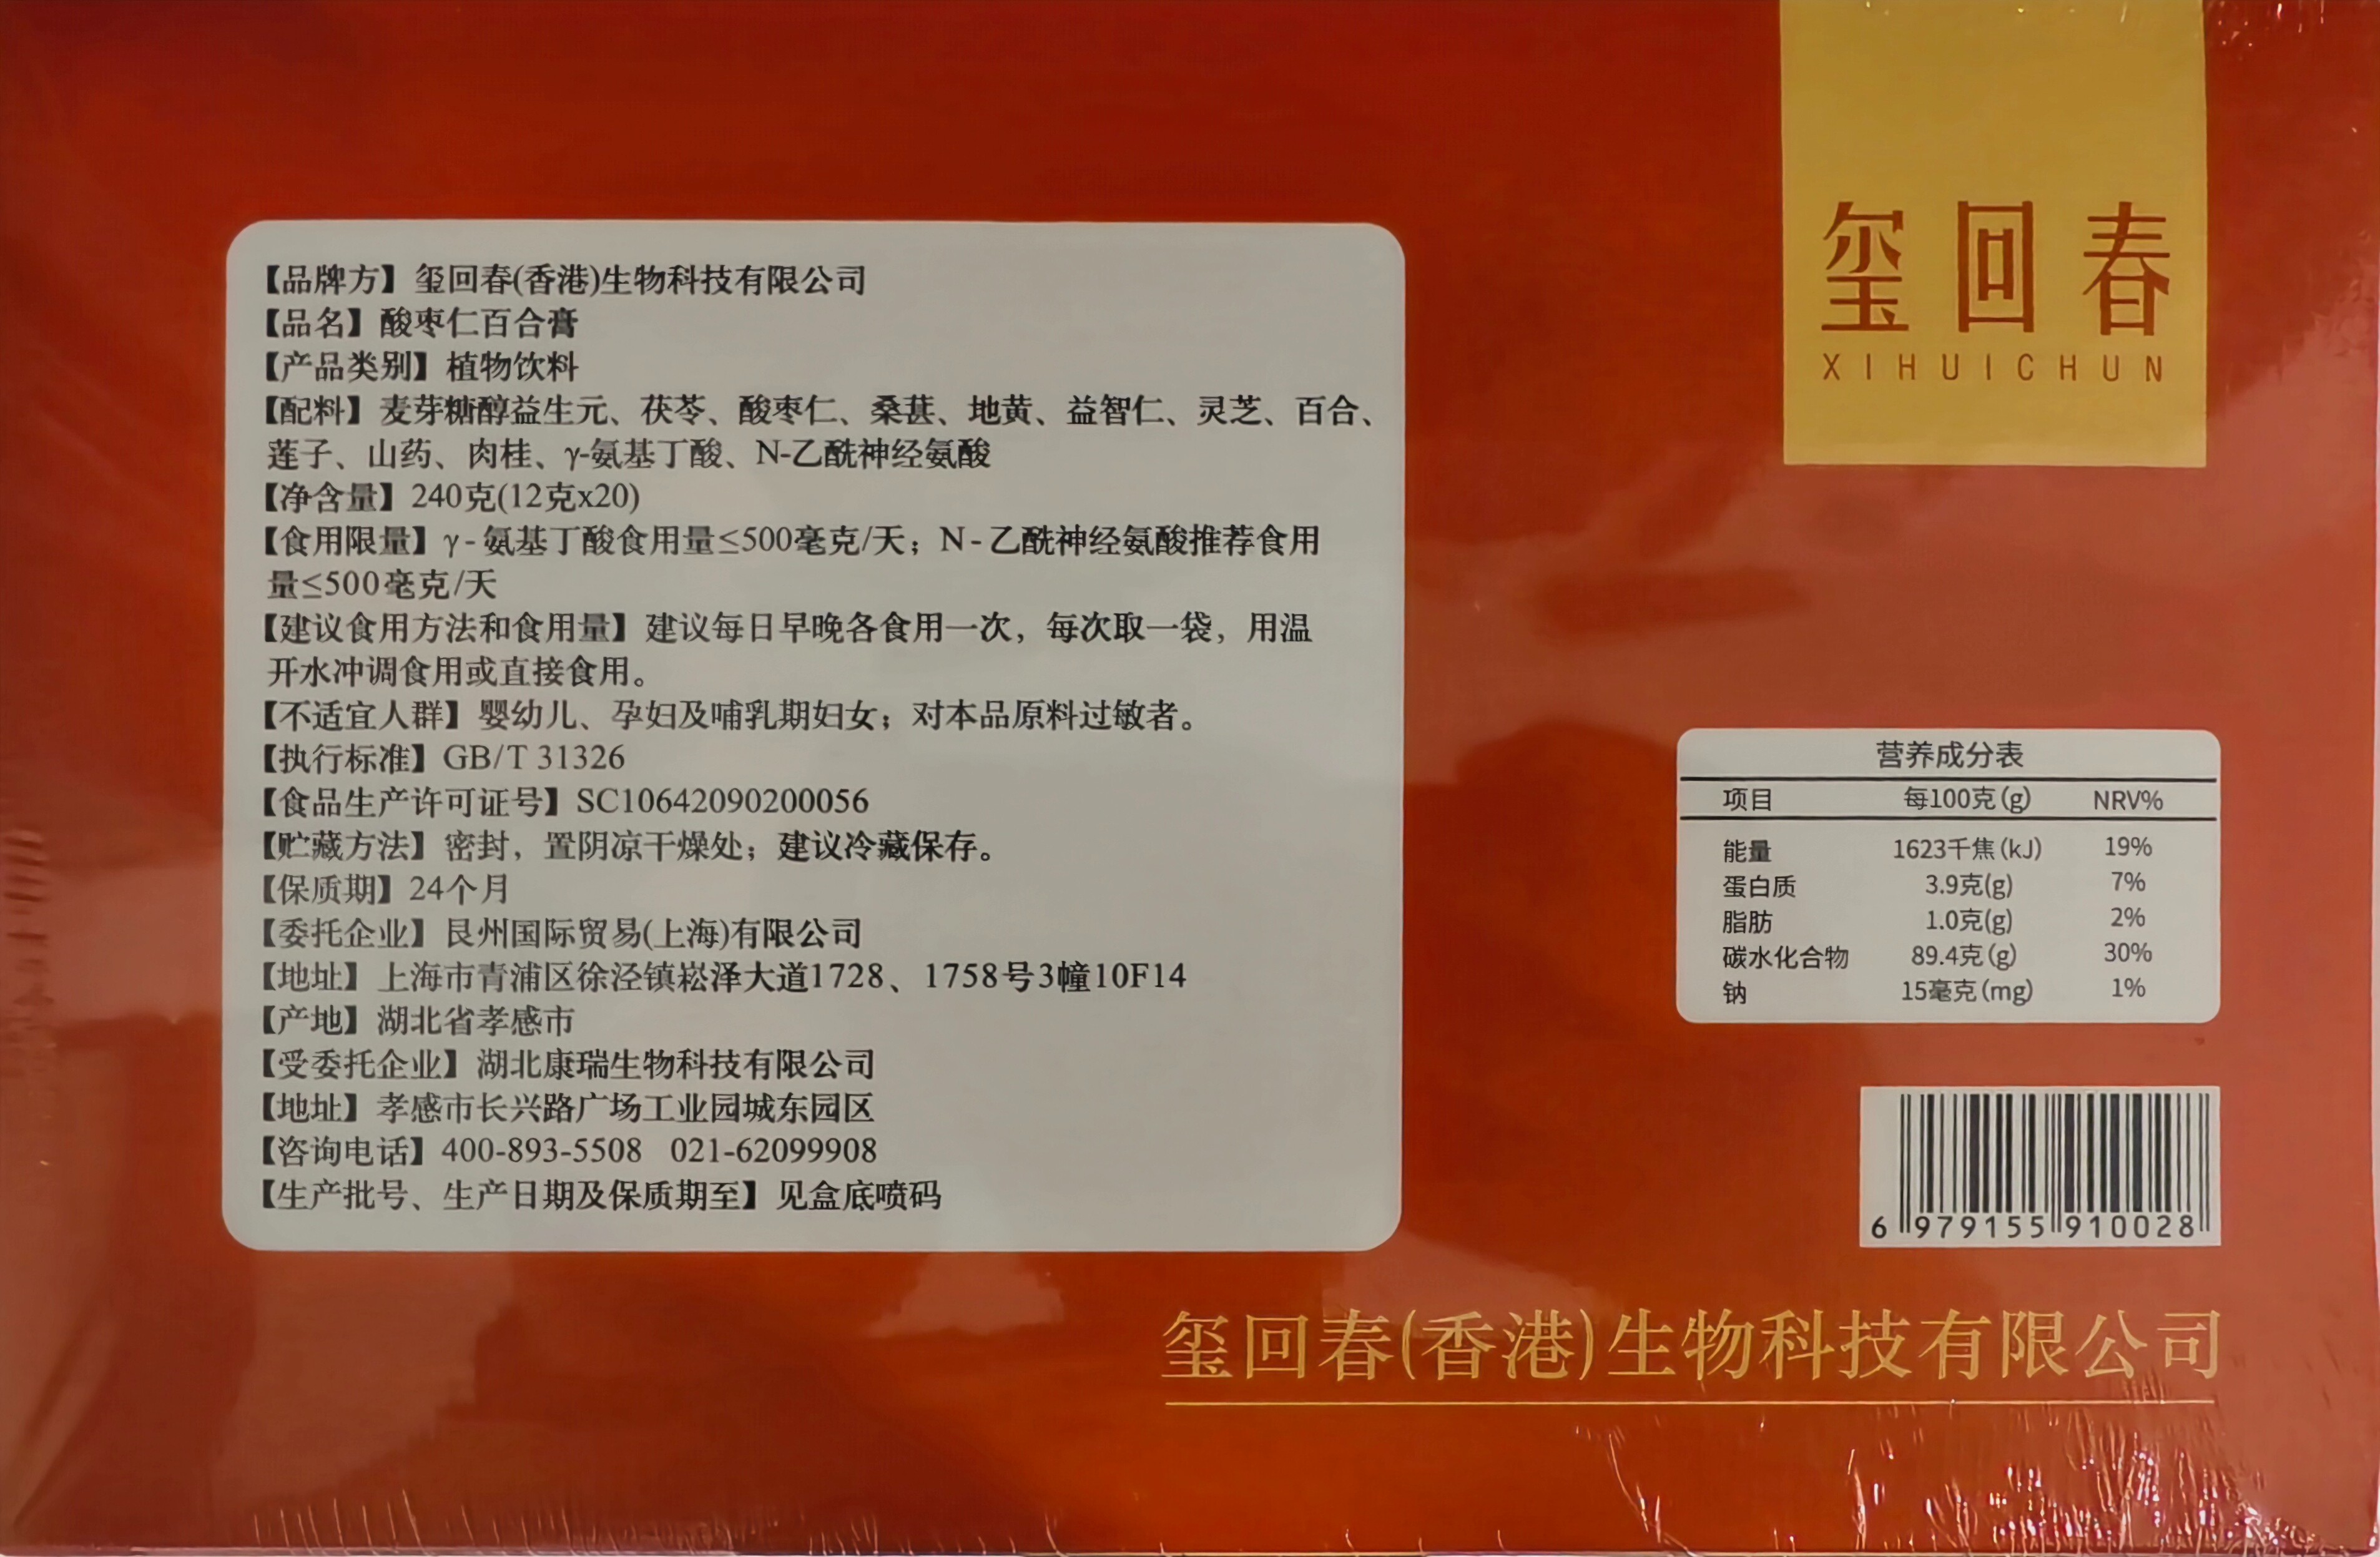 玺回春
XIHUICHUN
【品牌方】玺回春(香港)生物科技有限公司
【品名】酸枣仁百合膏
【产品类别】植物饮料
【配料】麦芽糖醇益生元、茯苓、酸枣仁、桑葚、地黄、益智仁、灵芝、百合、
莲子、山药、肉桂、γ-氨基丁酸、N-乙酰神经氨酸
【净含量】240克(12克x20)
【食用限量】γ-氨基丁酸食用量≤500毫克/天；N-乙酰神经氨酸推荐食用
量≤500毫克/天
【建议食用方法和食用量】建议每日早晚各食用一次，每次取一袋，用温
开水冲调食用或直接食用。
【不适宜人群】婴幼儿、孕妇及哺乳期妇女；对本品原料过敏者。
【执行标准】GB/T 31326
【食品生产许可证号】SC10642090200056
【贮藏方法】密封，置阴凉干燥处；建议冷藏保存。
【保质期】24个月
【委托企业】艮州国际贸易(上海)有限公司
【地址】上海市青浦区徐泾镇崧泽大道1728、1758号3幢10F14
【产地】湖北省孝感市
【受委托企业】湖北康瑞生物科技有限公司
【地址】孝感市长兴路广场工业园城东园区
【咨询电话】400-893-5508 021-62099908
【生产批号、生产日期及保质期至】见盒底喷码
营养成分表
项目 每100克(g) NRV%
能量 1623千焦(kJ) 19%
蛋白质 3.9克(g) 7%
脂肪 1.0克(g) 2%
碳水化合物 89.4克(g) 30%
钠 15毫克(mg) 1%
6 979155 910028
玺回春(香港)生物科技有限公司